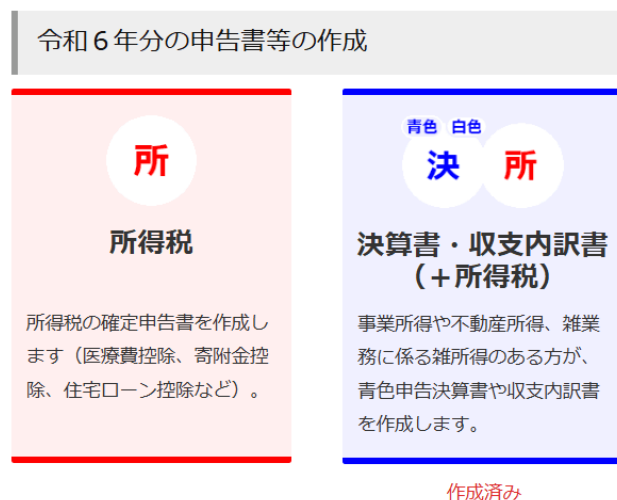 令和6年分の申告書等の作成
所
所得税
所得税の確定申告書を作成し
ます（医療費控除、寄附金控
除、住宅ローン控除など）。
青色 白色
決 所
決算書・収支内訳書
（＋所得税）
事業所得や不動産所得、雑業
務に係る雑所得のある方が、
青色申告決算書や収支内訳書
を作成します。
作成済み